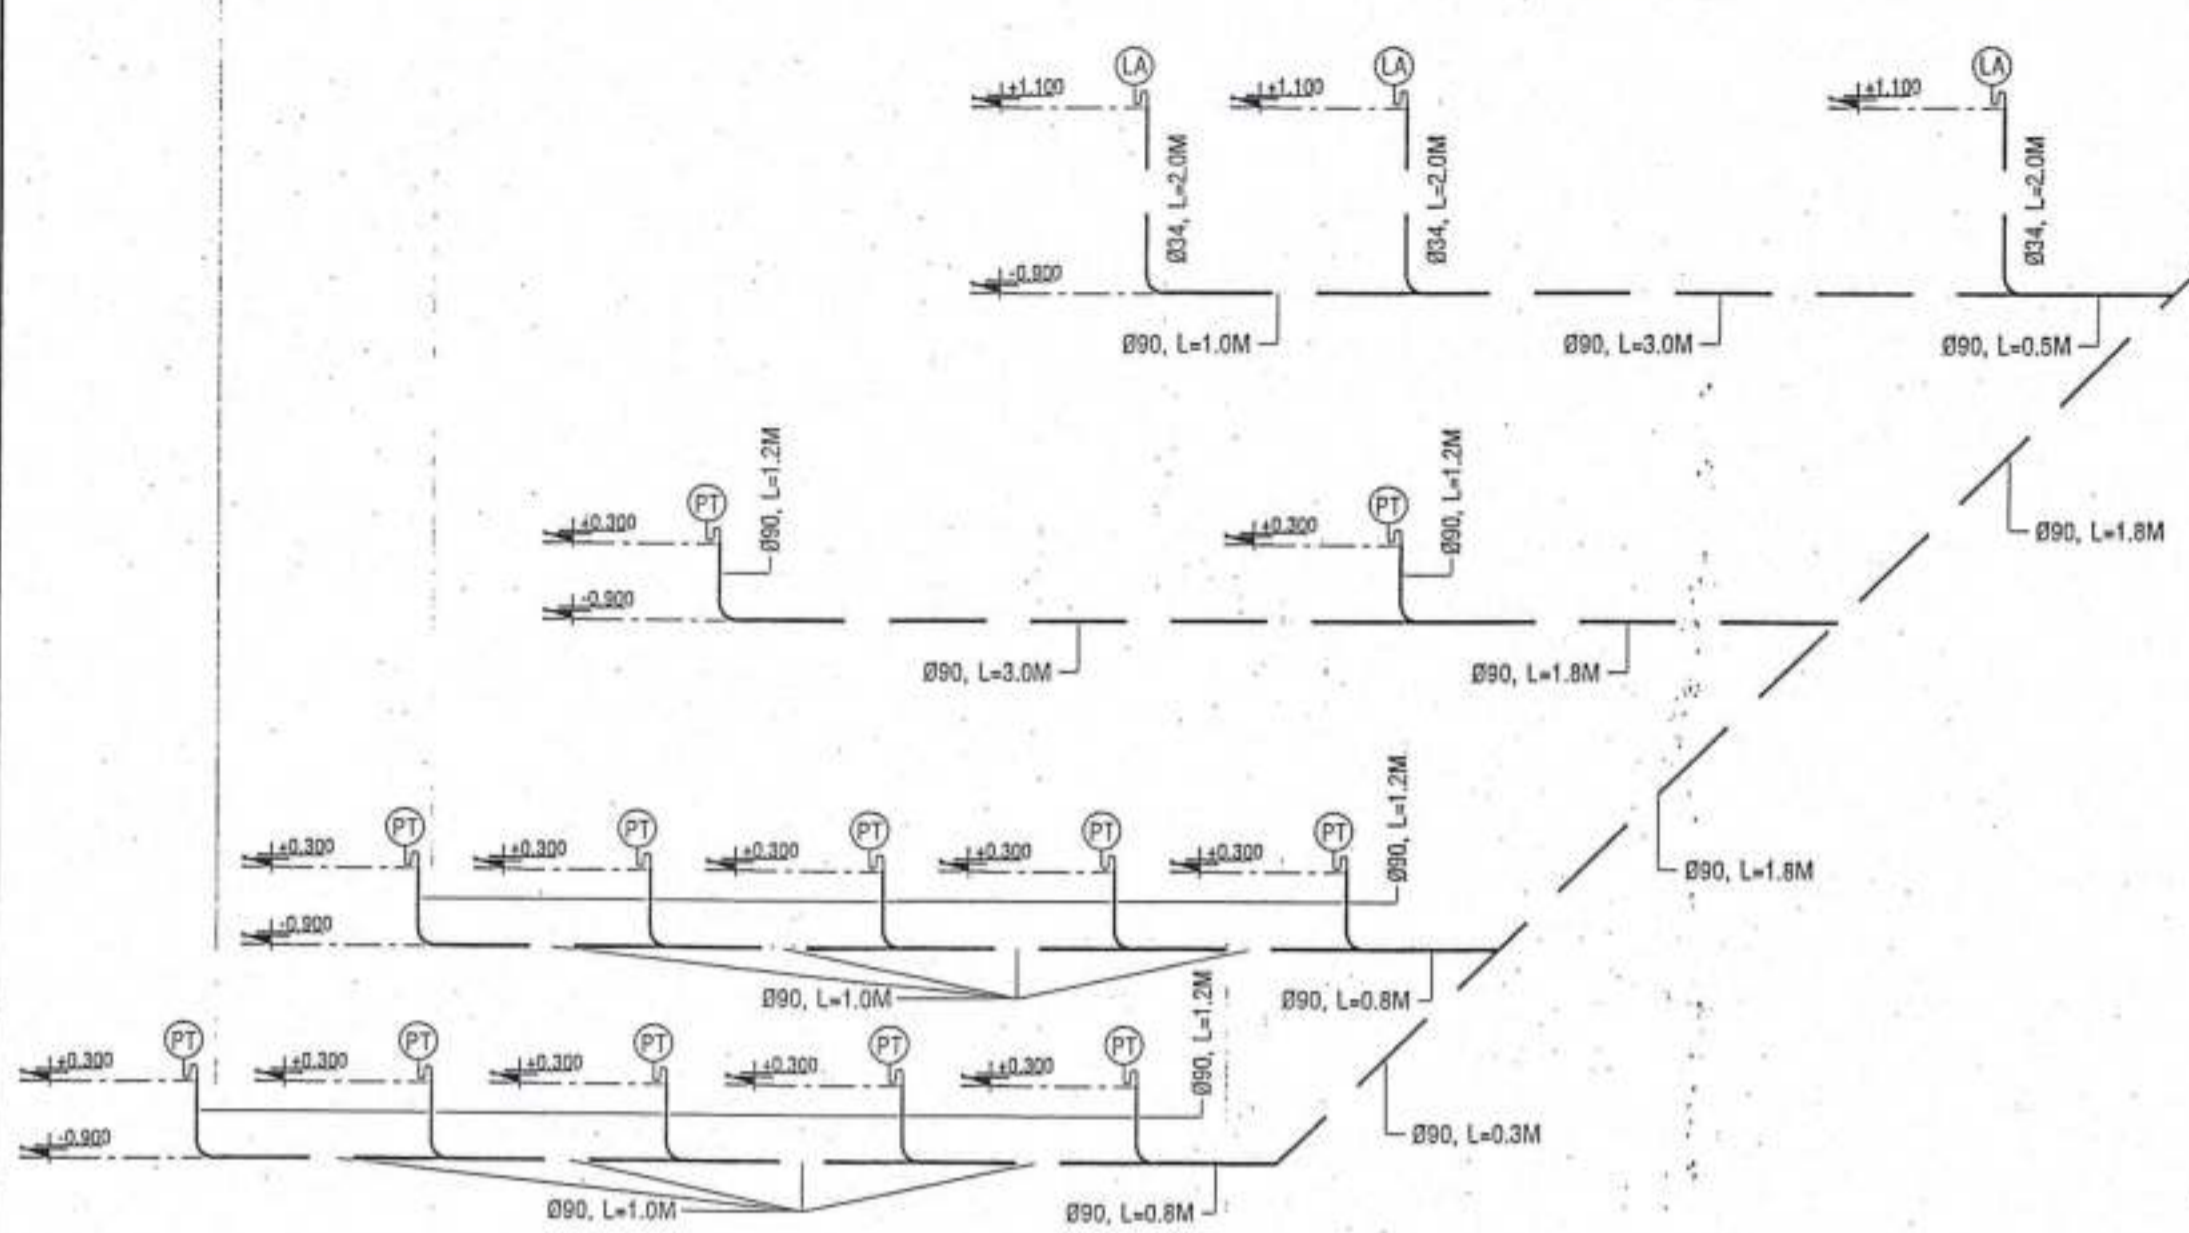 LA LA LA
±1.100 ±1.100 ±1.100
Ø34, L=2.0M Ø34, L=2.0M Ø34, L=2.0M
-0.900
Ø90, L=1.0M Ø90, L=3.0M Ø90, L=0.5M
Ø90, L=1.2M Ø90, L=1.2M
PT PT
±0.300 ±0.300
Ø90, L=1.8M
-0.900
Ø90, L=3.0M Ø90, L=1.8M
Ø90, L=1.2M
PT PT PT PT PT
±0.300 ±0.300 ±0.300 ±0.300 ±0.300
Ø90, L=1.8M
-0.900
Ø90, L=1.0M Ø90, L=0.8M
Ø90, L=1.2M
PT PT PT PT PT
±0.300 ±0.300 ±0.300 ±0.300 ±0.300
-0.900
Ø90, L=0.3M
Ø90, L=1.0M Ø90, L=0.8M